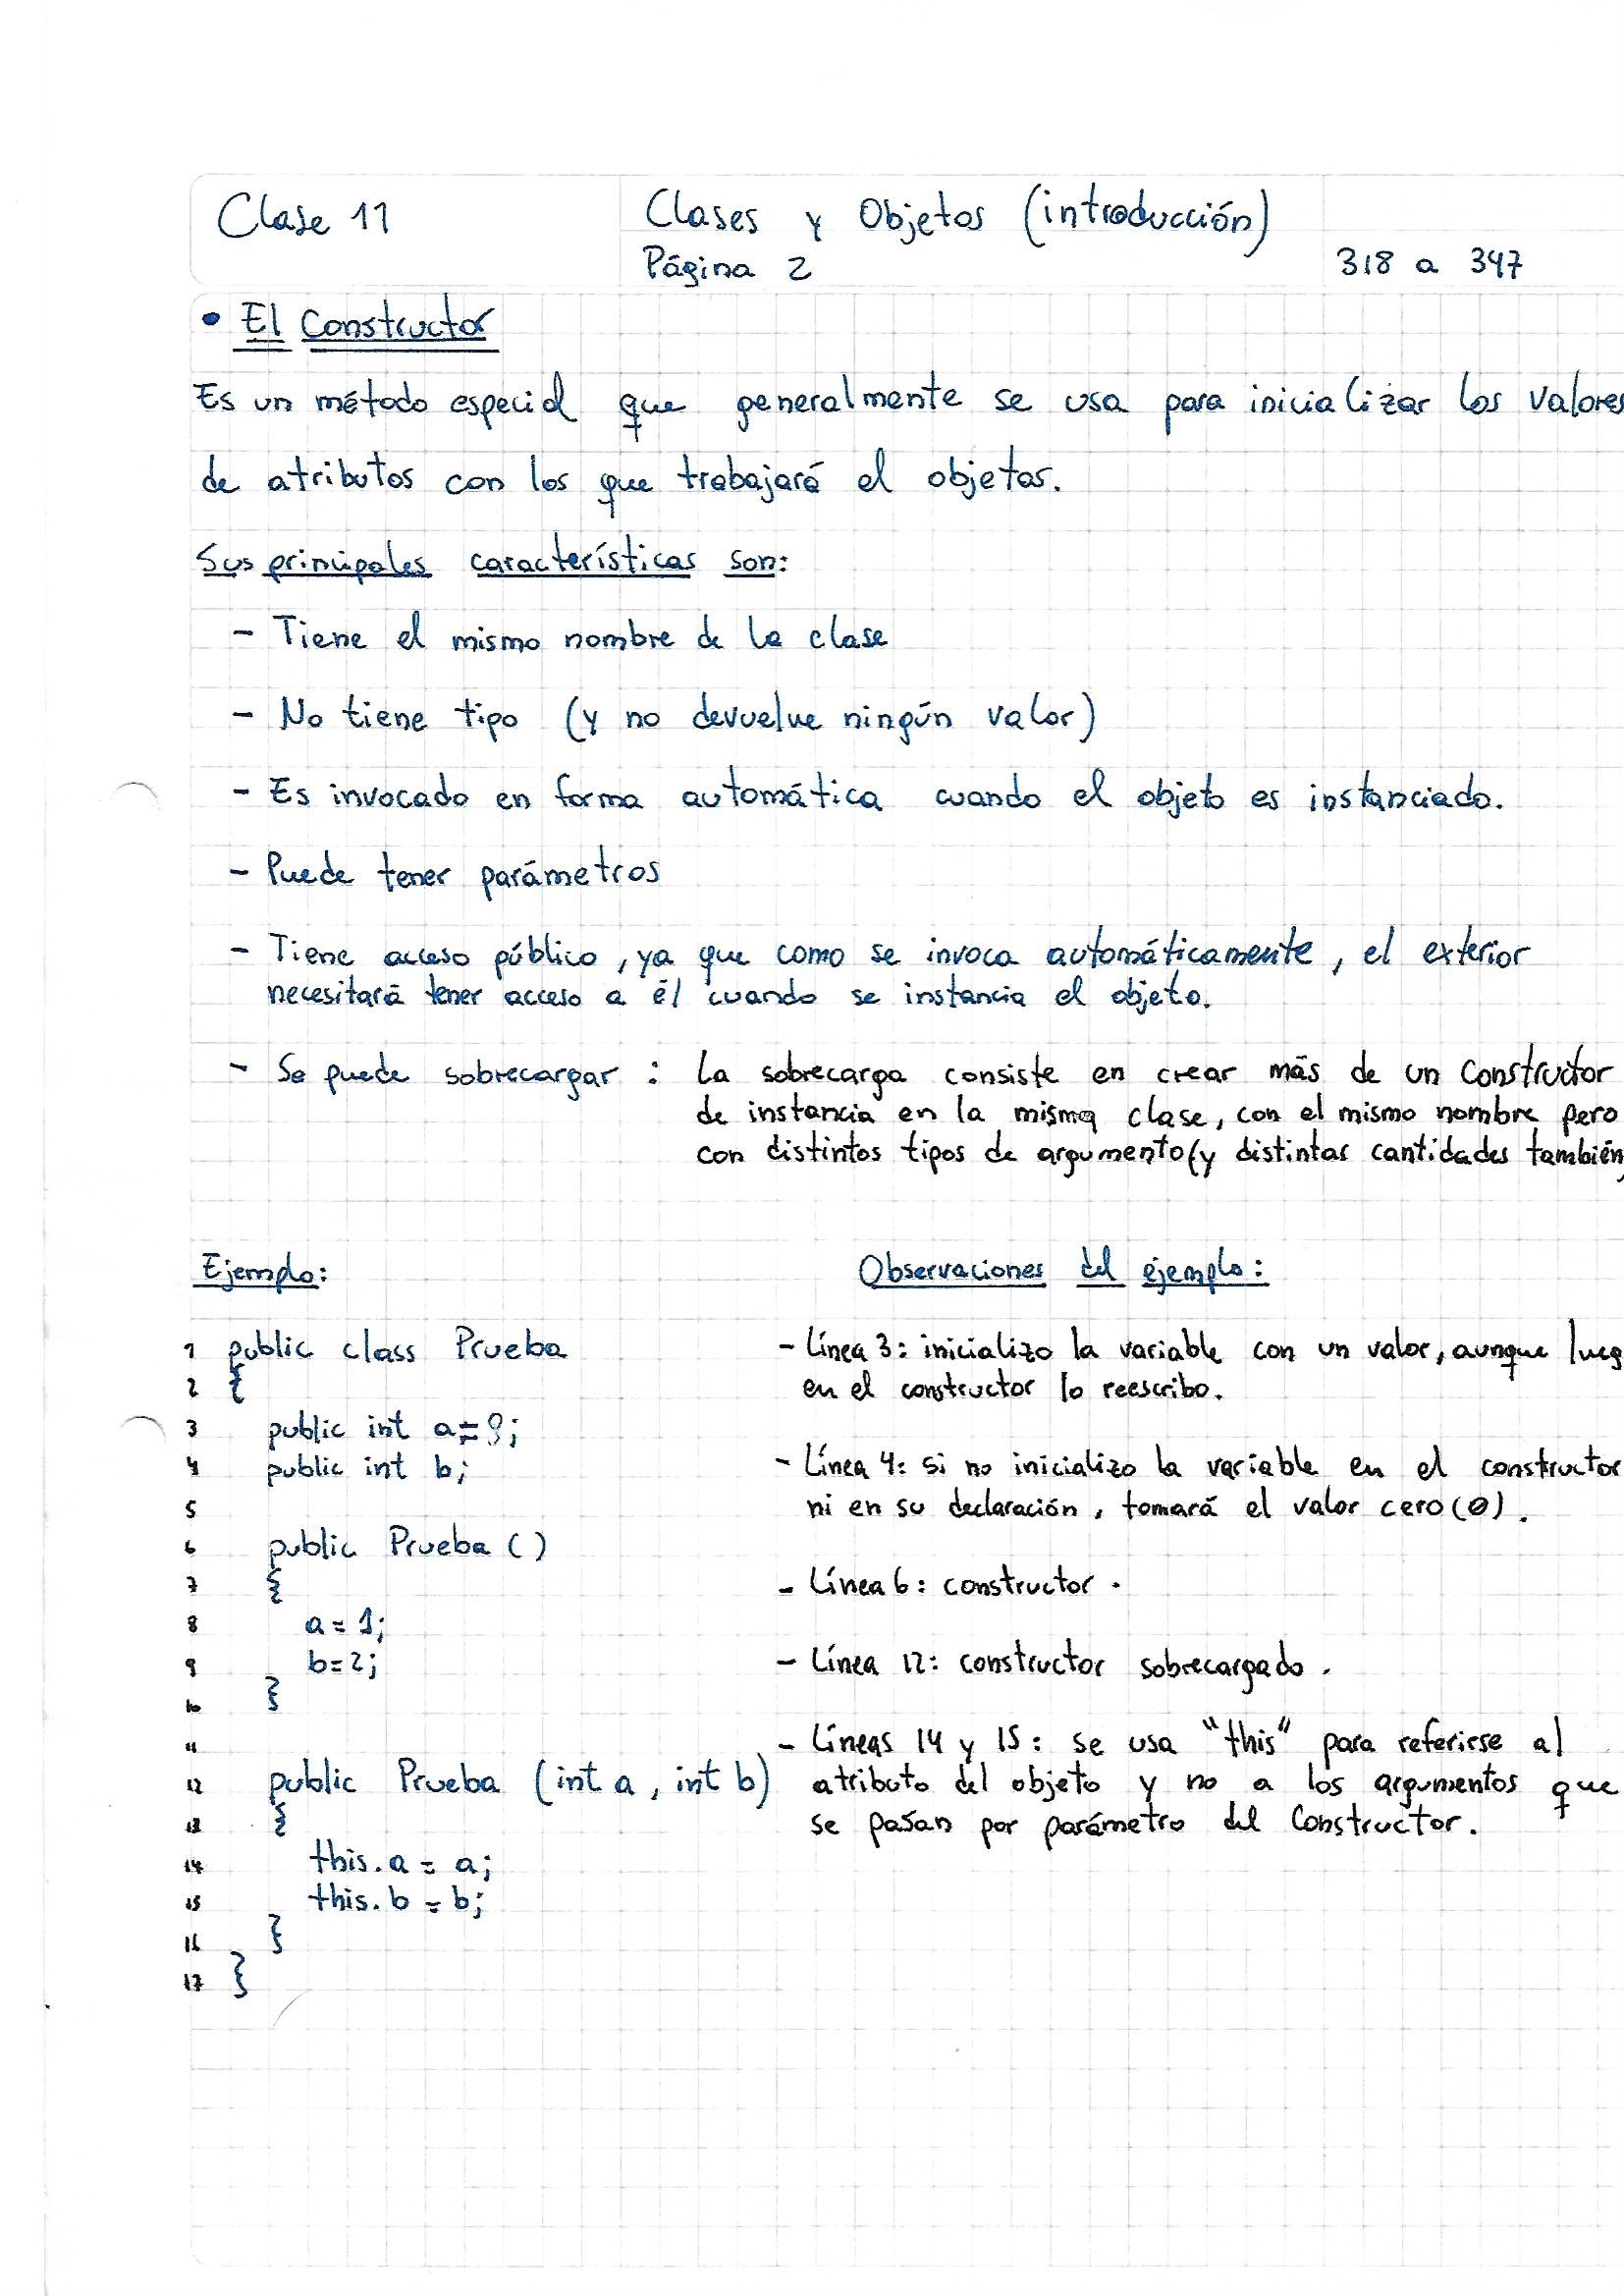 Clase 11
Clases y Objetos (introducción)
Página 2
318 a 347
• El Constructor
Es un método especial que generalmente se usa para inicializar los valores
de atributos con los que trabajará el objetos.
Sus principales características son:
- Tiene el mismo nombre de la clase
- No tiene tipo (y no devuelve ningún valor)
- Es invocado en forma automática cuando el objeto es instanciado.
- Puede tener parámetros
- Tiene acceso público, ya que como se invoca automáticamente, el exterior
necesitará tener acceso a él cuando se instancia el objeto.
- Se puede sobrecargar : La sobrecarga consiste en crear más de un Constructor
de instancia en la misma clase, con el mismo nombre pero
con distintos tipos de argumento (y distintas cantidades también
Ejemplo:
1 public class Prueba
2 {
3 public int a = 9;
4 public int b;
5
6 public Prueba ()
7 {
8 a = 1;
9 b = 2;
10 }
11
12 public Prueba (int a, int b)
13 {
14 this.a = a;
15 this.b = b;
16 }
17 }
Observaciones del ejemplo:
- Línea 3: inicializo la variable con un valor, aunque lueg
en el constructor lo reescribo.
- Línea 4: si no inicializo la variable en el constructor
ni en su declaración, tomará el valor cero (0).
- Línea 6: constructor.
- Línea 12: constructor sobrecargado.
- Líneas 14 y 15: se usa "this" para referirse al
atributo del objeto y no a los argumentos que
se pasan por parámetro del Constructor.